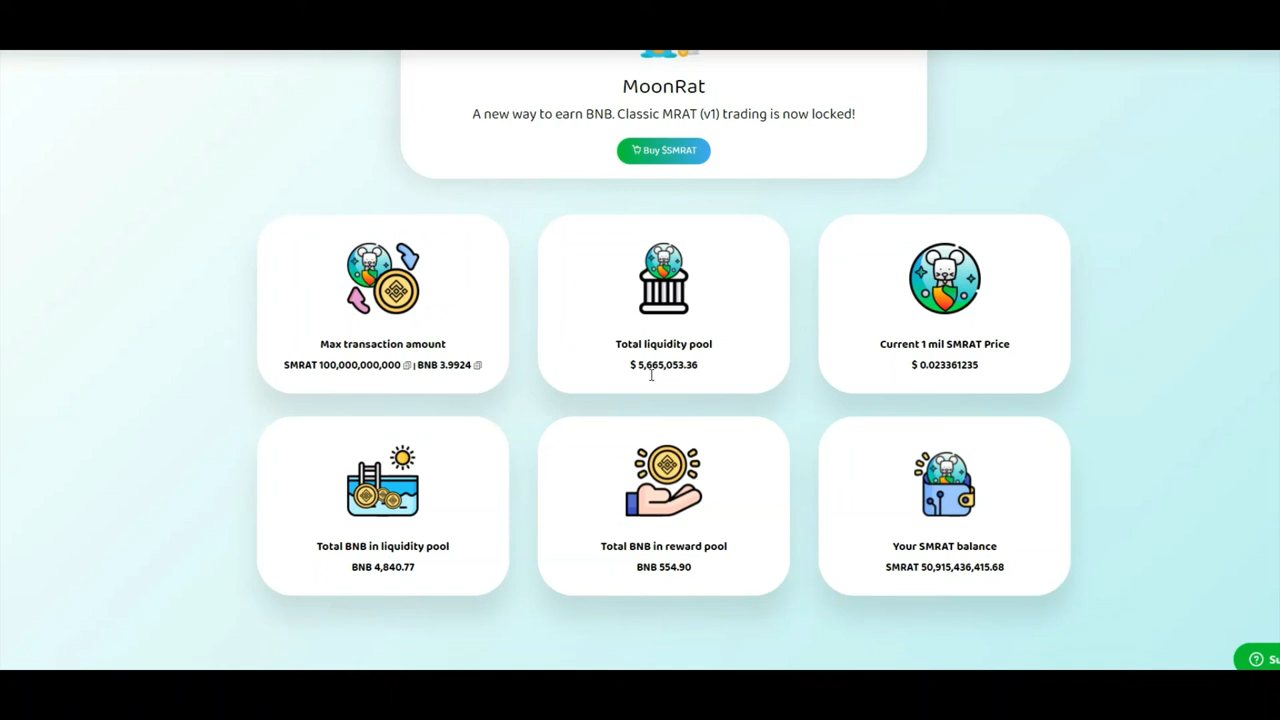 MoonRat
A new way to earn BNB. Classic MRAT (v1) trading is now locked!
Buy $SMRAT
Max transaction amount
SMRAT 100,000,000,000 | BNB 3.9924
Total liquidity pool
$ 5,665,053.36
Current 1 mil SMRAT Price
$ 0.023361235
Total BNB in liquidity pool
BNB 4,840.77
Total BNB in reward pool
BNB 554.90
Your SMRAT balance
SMRAT 50,915,436,415.68